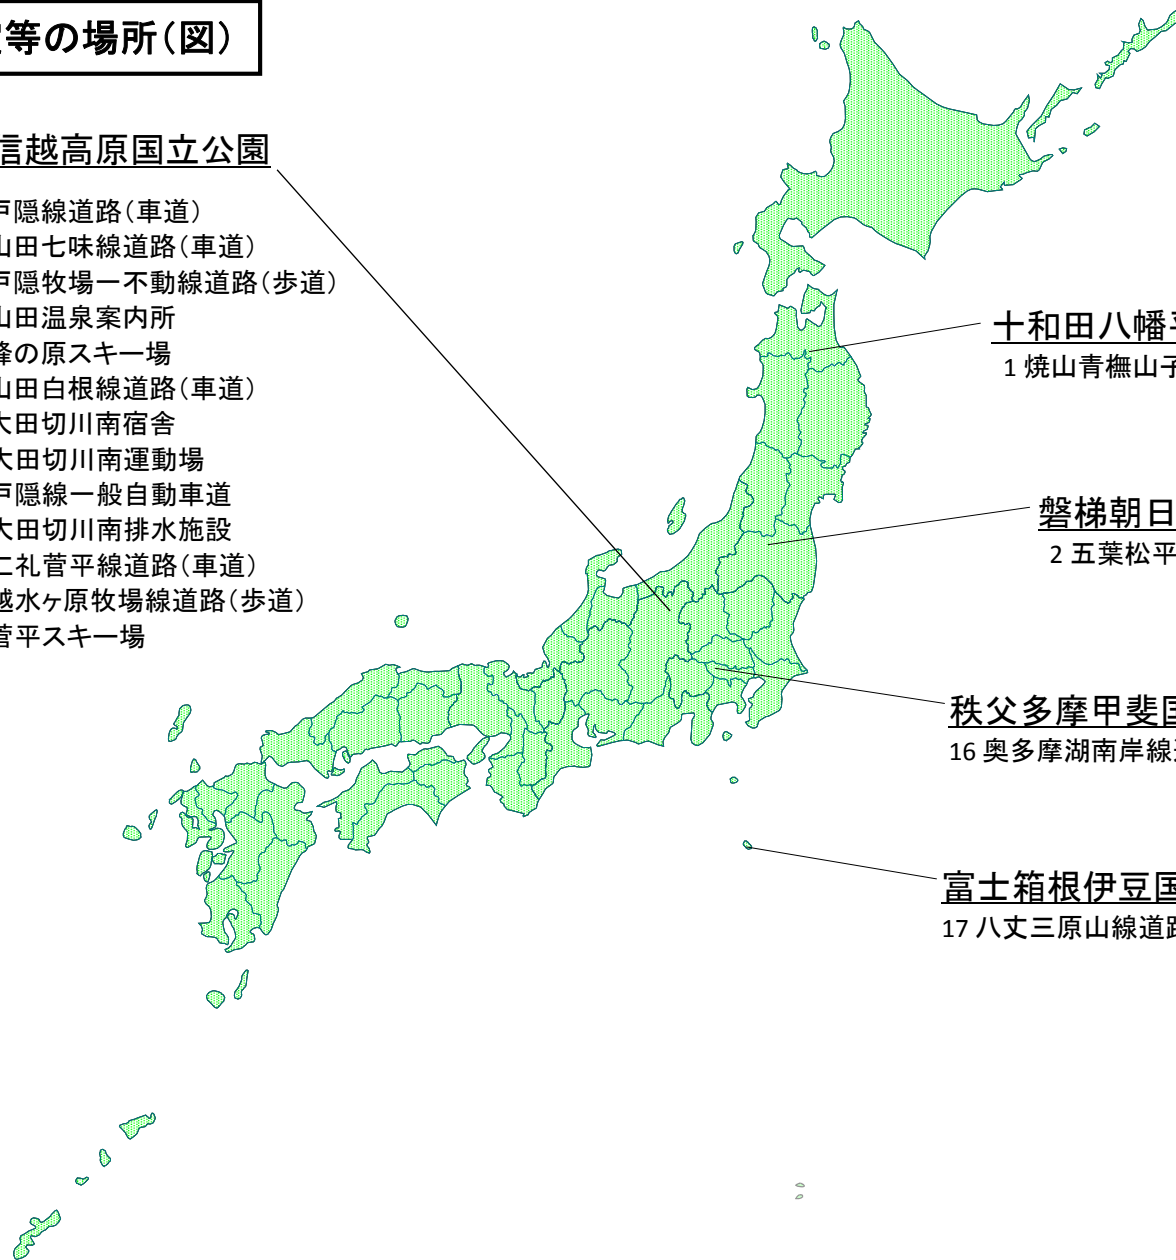 等の場所（図）
信越高原国立公園
戸隠線道路（車道）
山田七味線道路（車道）
戸隠牧場一不動線道路（歩道）
山田温泉案内所
峰の原スキー場
山田白根線道路（車道）
大田切川南宿舎
大田切川南運動場
戸隠線一般自動車道
大田切川南排水施設
仁礼菅平線道路（車道）
越水ヶ原牧場線道路（歩道）
菅平スキー場
十和田八幡平
1 焼山青橅山子
磐梯朝日
2 五葉松平
秩父多摩甲斐国
16 奥多摩湖南岸線
富士箱根伊豆国
17 八丈三原山線道路